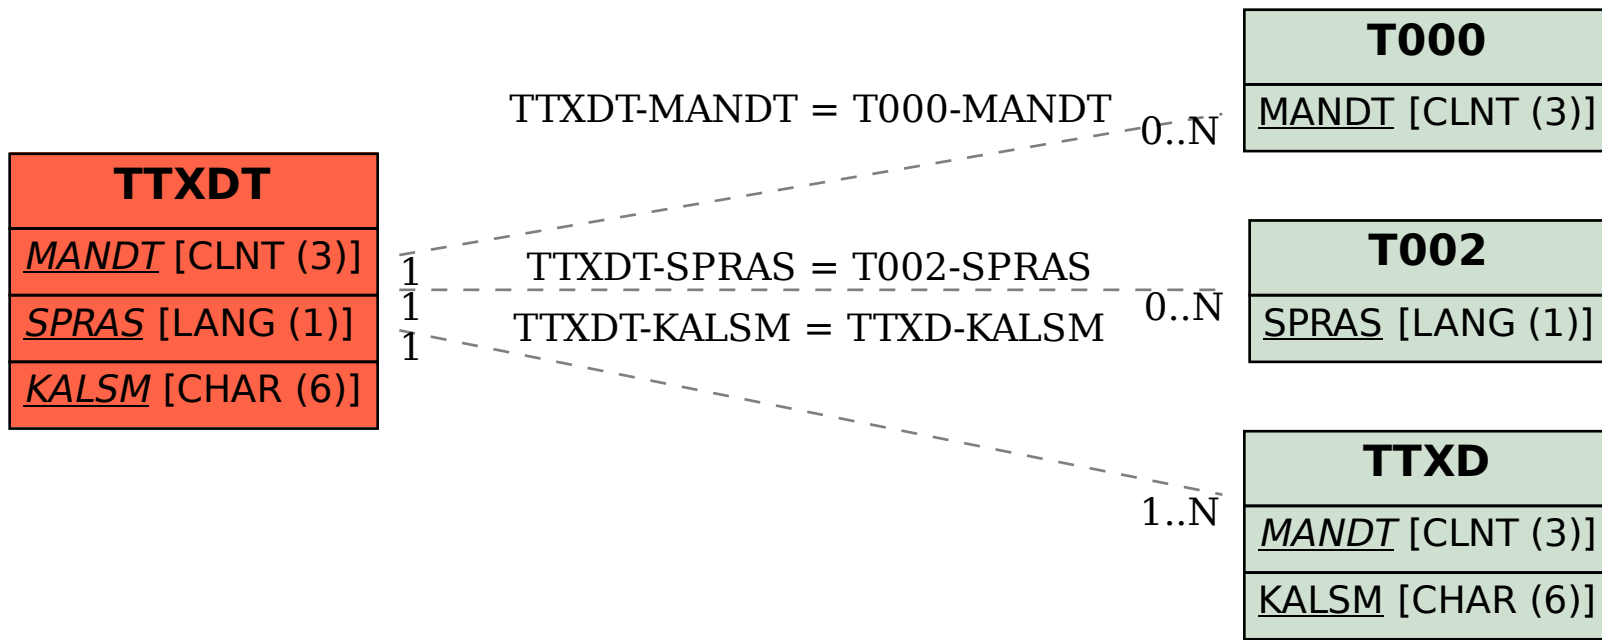 TTXDT
MANDT [CLNT (3)]
SPRAS [LANG (1)]
KALSM [CHAR (6)]
TTXDT-MANDT = T000-MANDT
1
0..N
TTXDT-SPRAS = T002-SPRAS
1
0..N
TTXDT-KALSM = TTXD-KALSM
1
1..N
T000
MANDT [CLNT (3)]
T002
SPRAS [LANG (1)]
TTXD
MANDT [CLNT (3)]
KALSM [CHAR (6)]